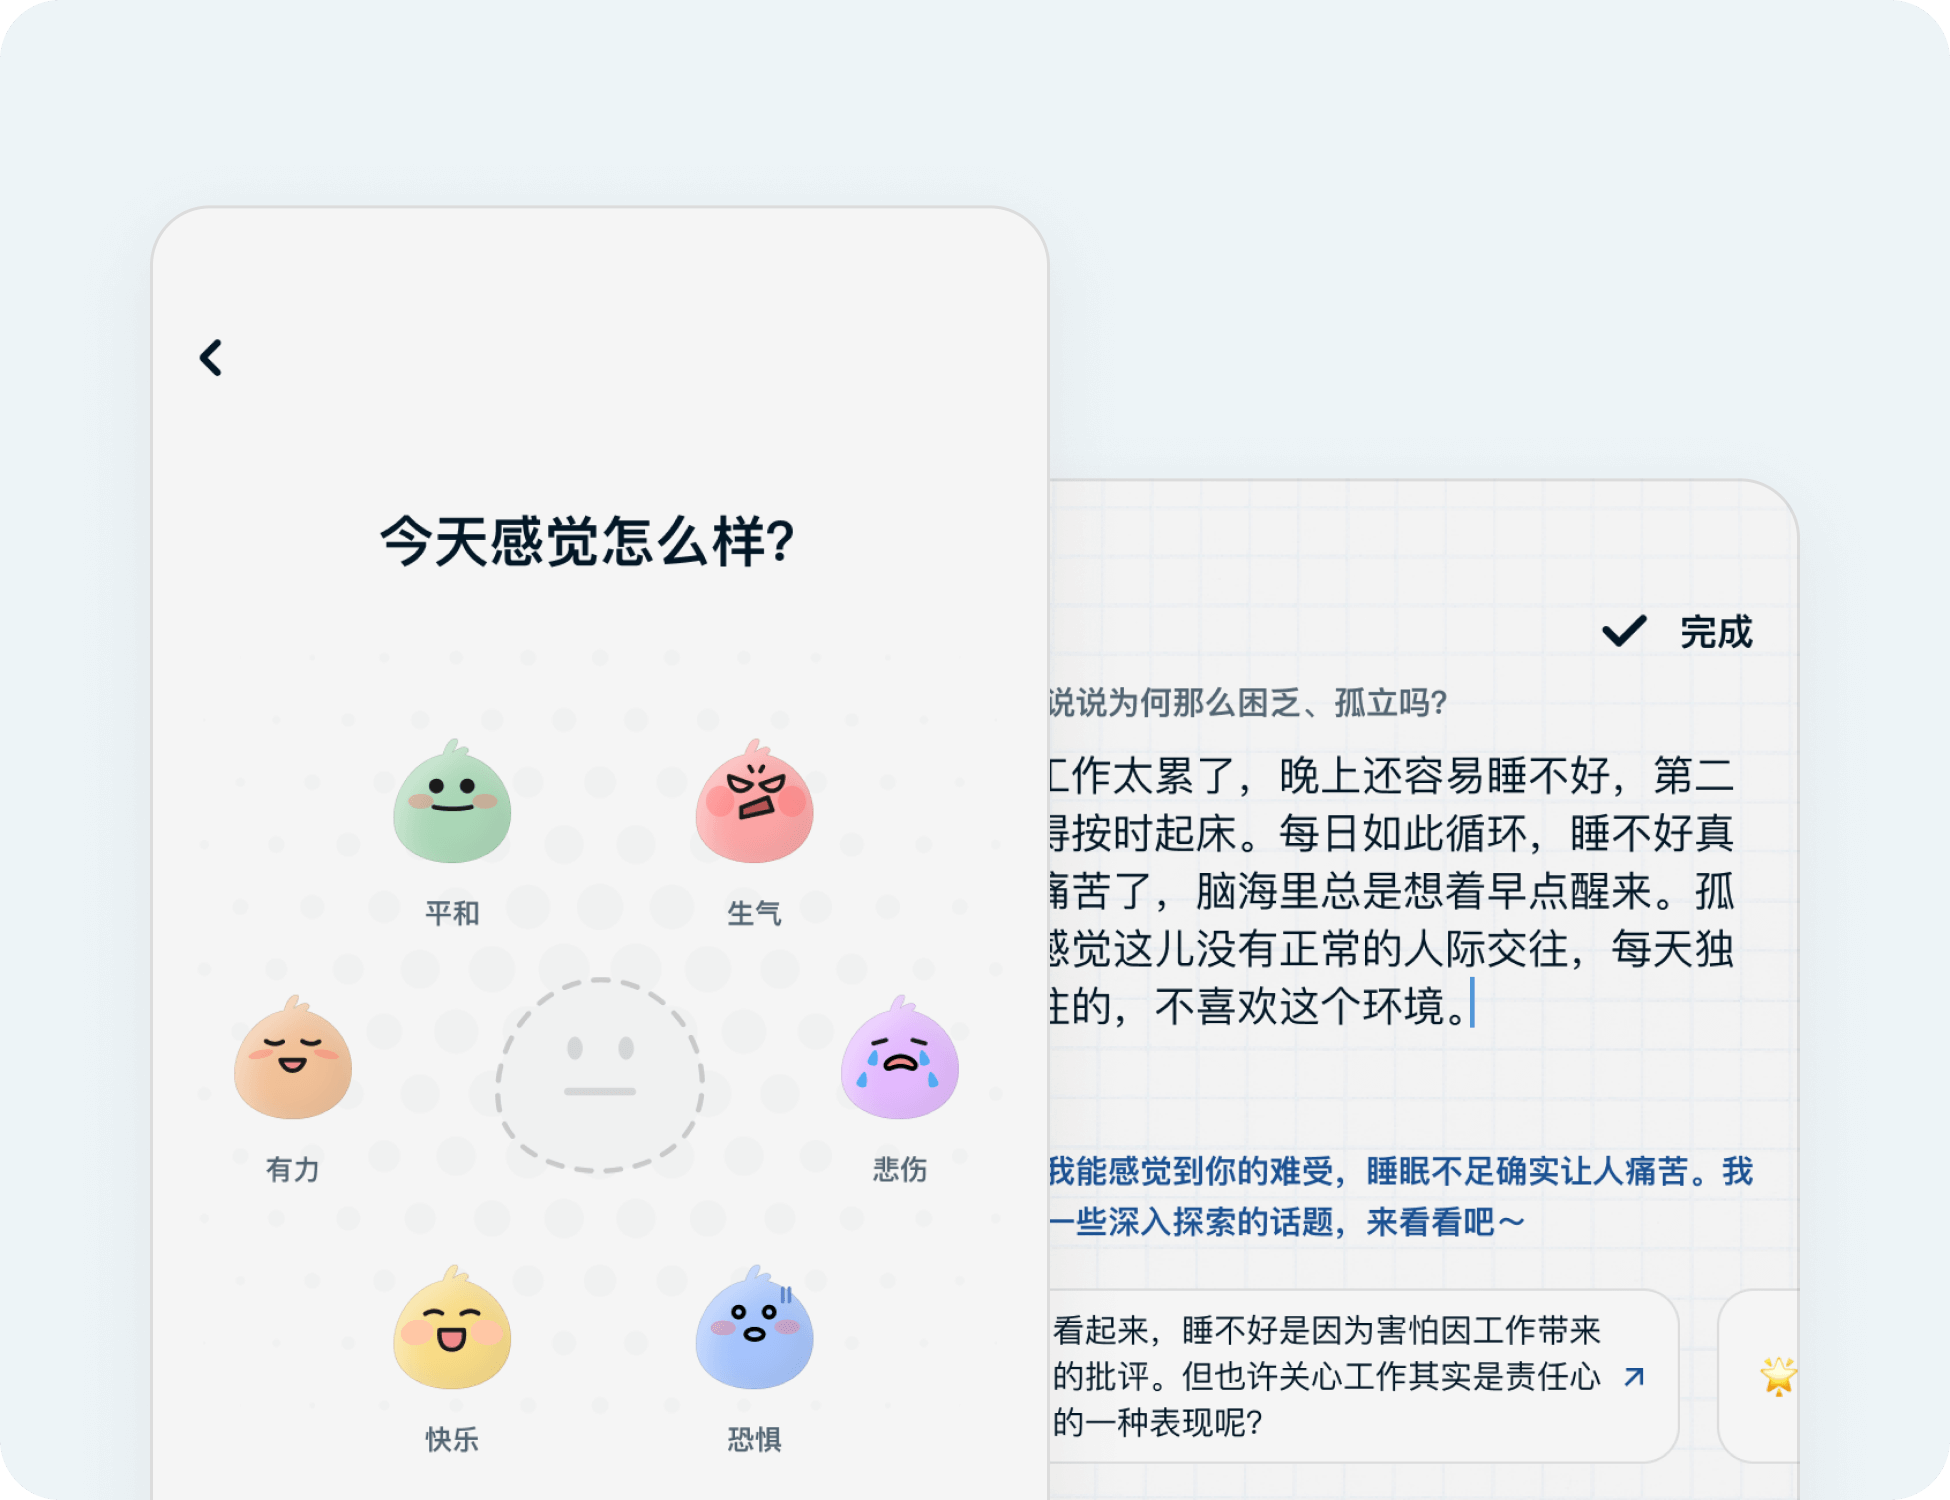 今天感觉怎么样?
平和
生气
有力
悲伤
快乐
恐惧
完成
说说为何那么困乏、孤立吗?
工作太累了，晚上还容易睡不好，第二
得按时起床。每日如此循环，睡不好真
痛苦了，脑海里总是想着早点醒来。孤
感觉这儿没有正常的人际交往，每天独
住的，不喜欢这个环境。
我能感觉到你的难受，睡眠不足确实让人痛苦。我
一些深入探索的话题，来看看吧～
看起来，睡不好是因为害怕因工作带来
的批评。但也许关心工作其实是责任心
的一种表现呢?